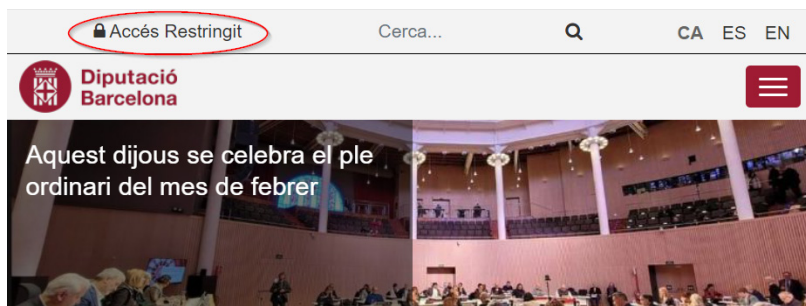 Accés Restringit
Cerca...
CA ES EN
Diputació
Barcelona
Aquest dijous se celebra el ple
ordinari del mes de febrer